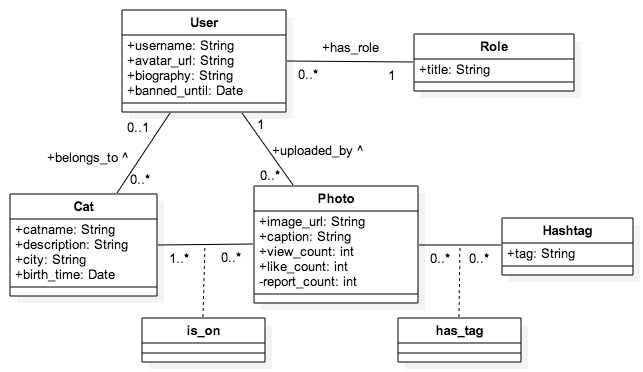 User
+username: String
+avatar_url: String
+biography: String
+banned_until: Date
+has_role
0..*
1
Role
+title: String
0..1
1
+belongs_to ^
+uploaded_by ^
0..*
0..*
Cat
+catname: String
+description: String
+city: String
+birth_time: Date
1..*
0..*
Photo
+image_url: String
+caption: String
+view_count: int
+like_count: int
-report_count: int
0..*
0..*
Hashtag
+tag: String
is_on
has_tag